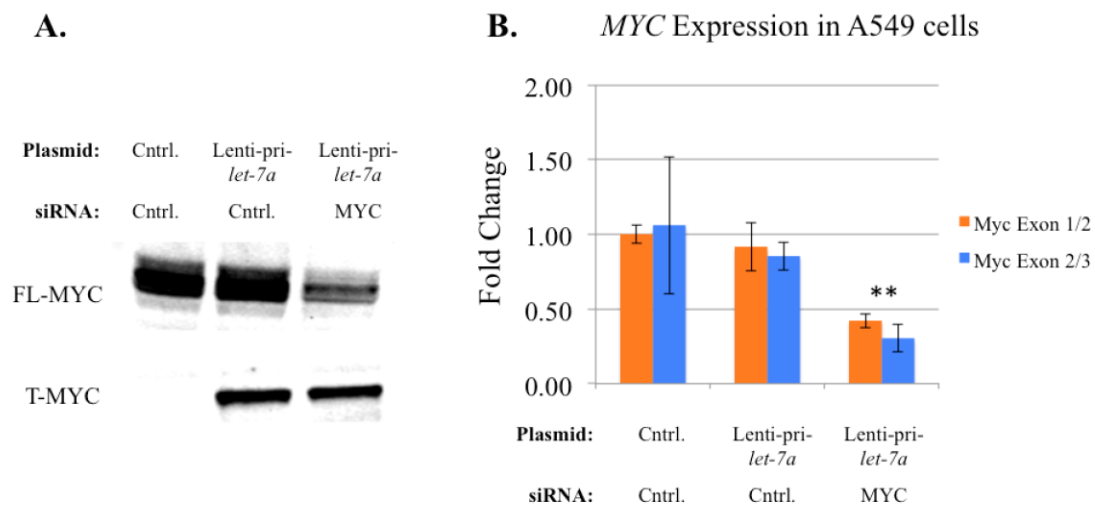 A.
Plasmid: Cntrl. Lenti-pri- Lenti-pri-
let-7a let-7a
siRNA: Cntrl. Cntrl. MYC
FL-MYC
T-MYC
B. MYC Expression in A549 cells
Fold Change
2.00
1.50
1.00
0.50
0.00
**
Myc Exon 1/2
Myc Exon 2/3
Plasmid: Cntrl. Lenti-pri- Lenti-pri-
let-7a let-7a
siRNA: Cntrl. Cntrl. MYC